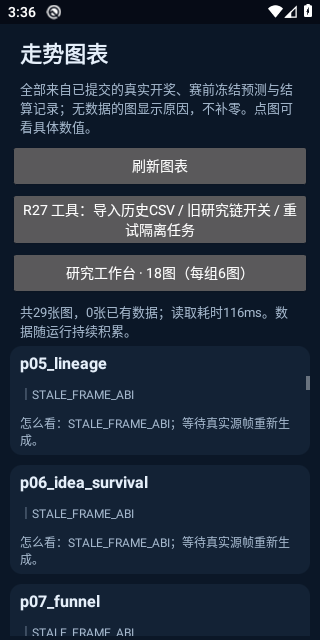 3:36
走势图表
全部来自已提交的真实开奖、赛前冻结预测与结
算记录；无数据的图显示原因，不补零。点图可
看具体数值。
刷新图表
R27 工具：导入历史CSV / 旧研究链开关 / 重
试隔离任务
研究工作台 · 18图（每组6图）
共29张图，0张已有数据；读取耗时116ms。数
据随运行持续积累。
p05_lineage
｜STALE_FRAME_ABI
怎么看：STALE_FRAME_ABI；等待真实源帧重新生
成。
p06_idea_survival
｜STALE_FRAME_ABI
怎么看：STALE_FRAME_ABI；等待真实源帧重新生
成。
p07_funnel
｜STALE_FRAME_ABI